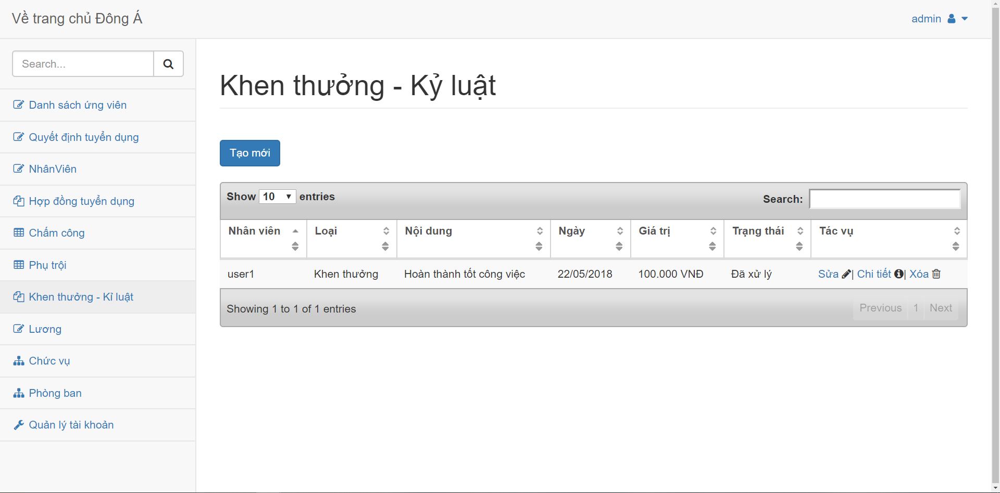 Về trang chủ Đông Á
admin
Search...
Danh sách ứng viên
Quyết định tuyển dụng
NhânViên
Hợp đồng tuyển dụng
Chấm công
Phụ trội
Khen thưởng - Kĩ luật
Lương
Chức vụ
Phòng ban
Quản lý tài khoản
Khen thưởng - Kỷ luật
Tạo mới
Show 10 entries
Search:
Nhân viên Loại Nội dung Ngày Giá trị Trạng thái Tác vụ
user1 Khen thưởng Hoàn thành tốt công việc 22/05/2018 100.000 VNĐ Đã xử lý Sửa | Chi tiết | Xóa
Showing 1 to 1 of 1 entries
Previous 1 Next